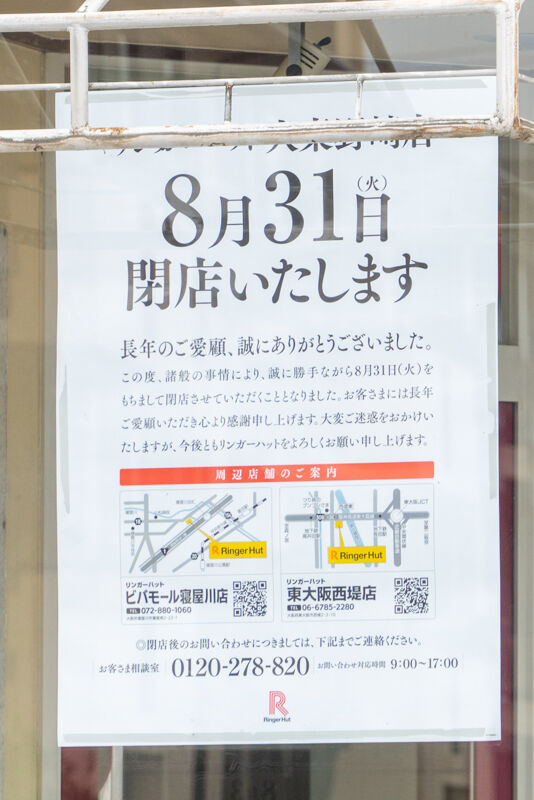 8月31日(火)
閉店いたします
長年のご愛顧、誠にありがとうございました。
この度、諸般の事情により、誠に勝手ながら8月31日(火)を
もちまして閉店させていただくこととなりました。お客さまには長年
ご愛顧いただき心より感謝申し上げます。大変ご迷惑をおかけい
たしますが、今後ともリンガーハットをよろしくお願い申し上げます。
周辺店舗のご案内
RingerHut
リンガーハット
ビバモール寝屋川店
TEL 072-880-1060
東大阪JCT
RingerHut
リンガーハット
東大阪西堤店
TEL 06-6785-2280
◎閉店後のお問い合わせにつきましては、下記までご連絡ください。
お客さま相談室 0120-278-820 お問い合わせ対応時間 9:00〜17:00
RingerHut